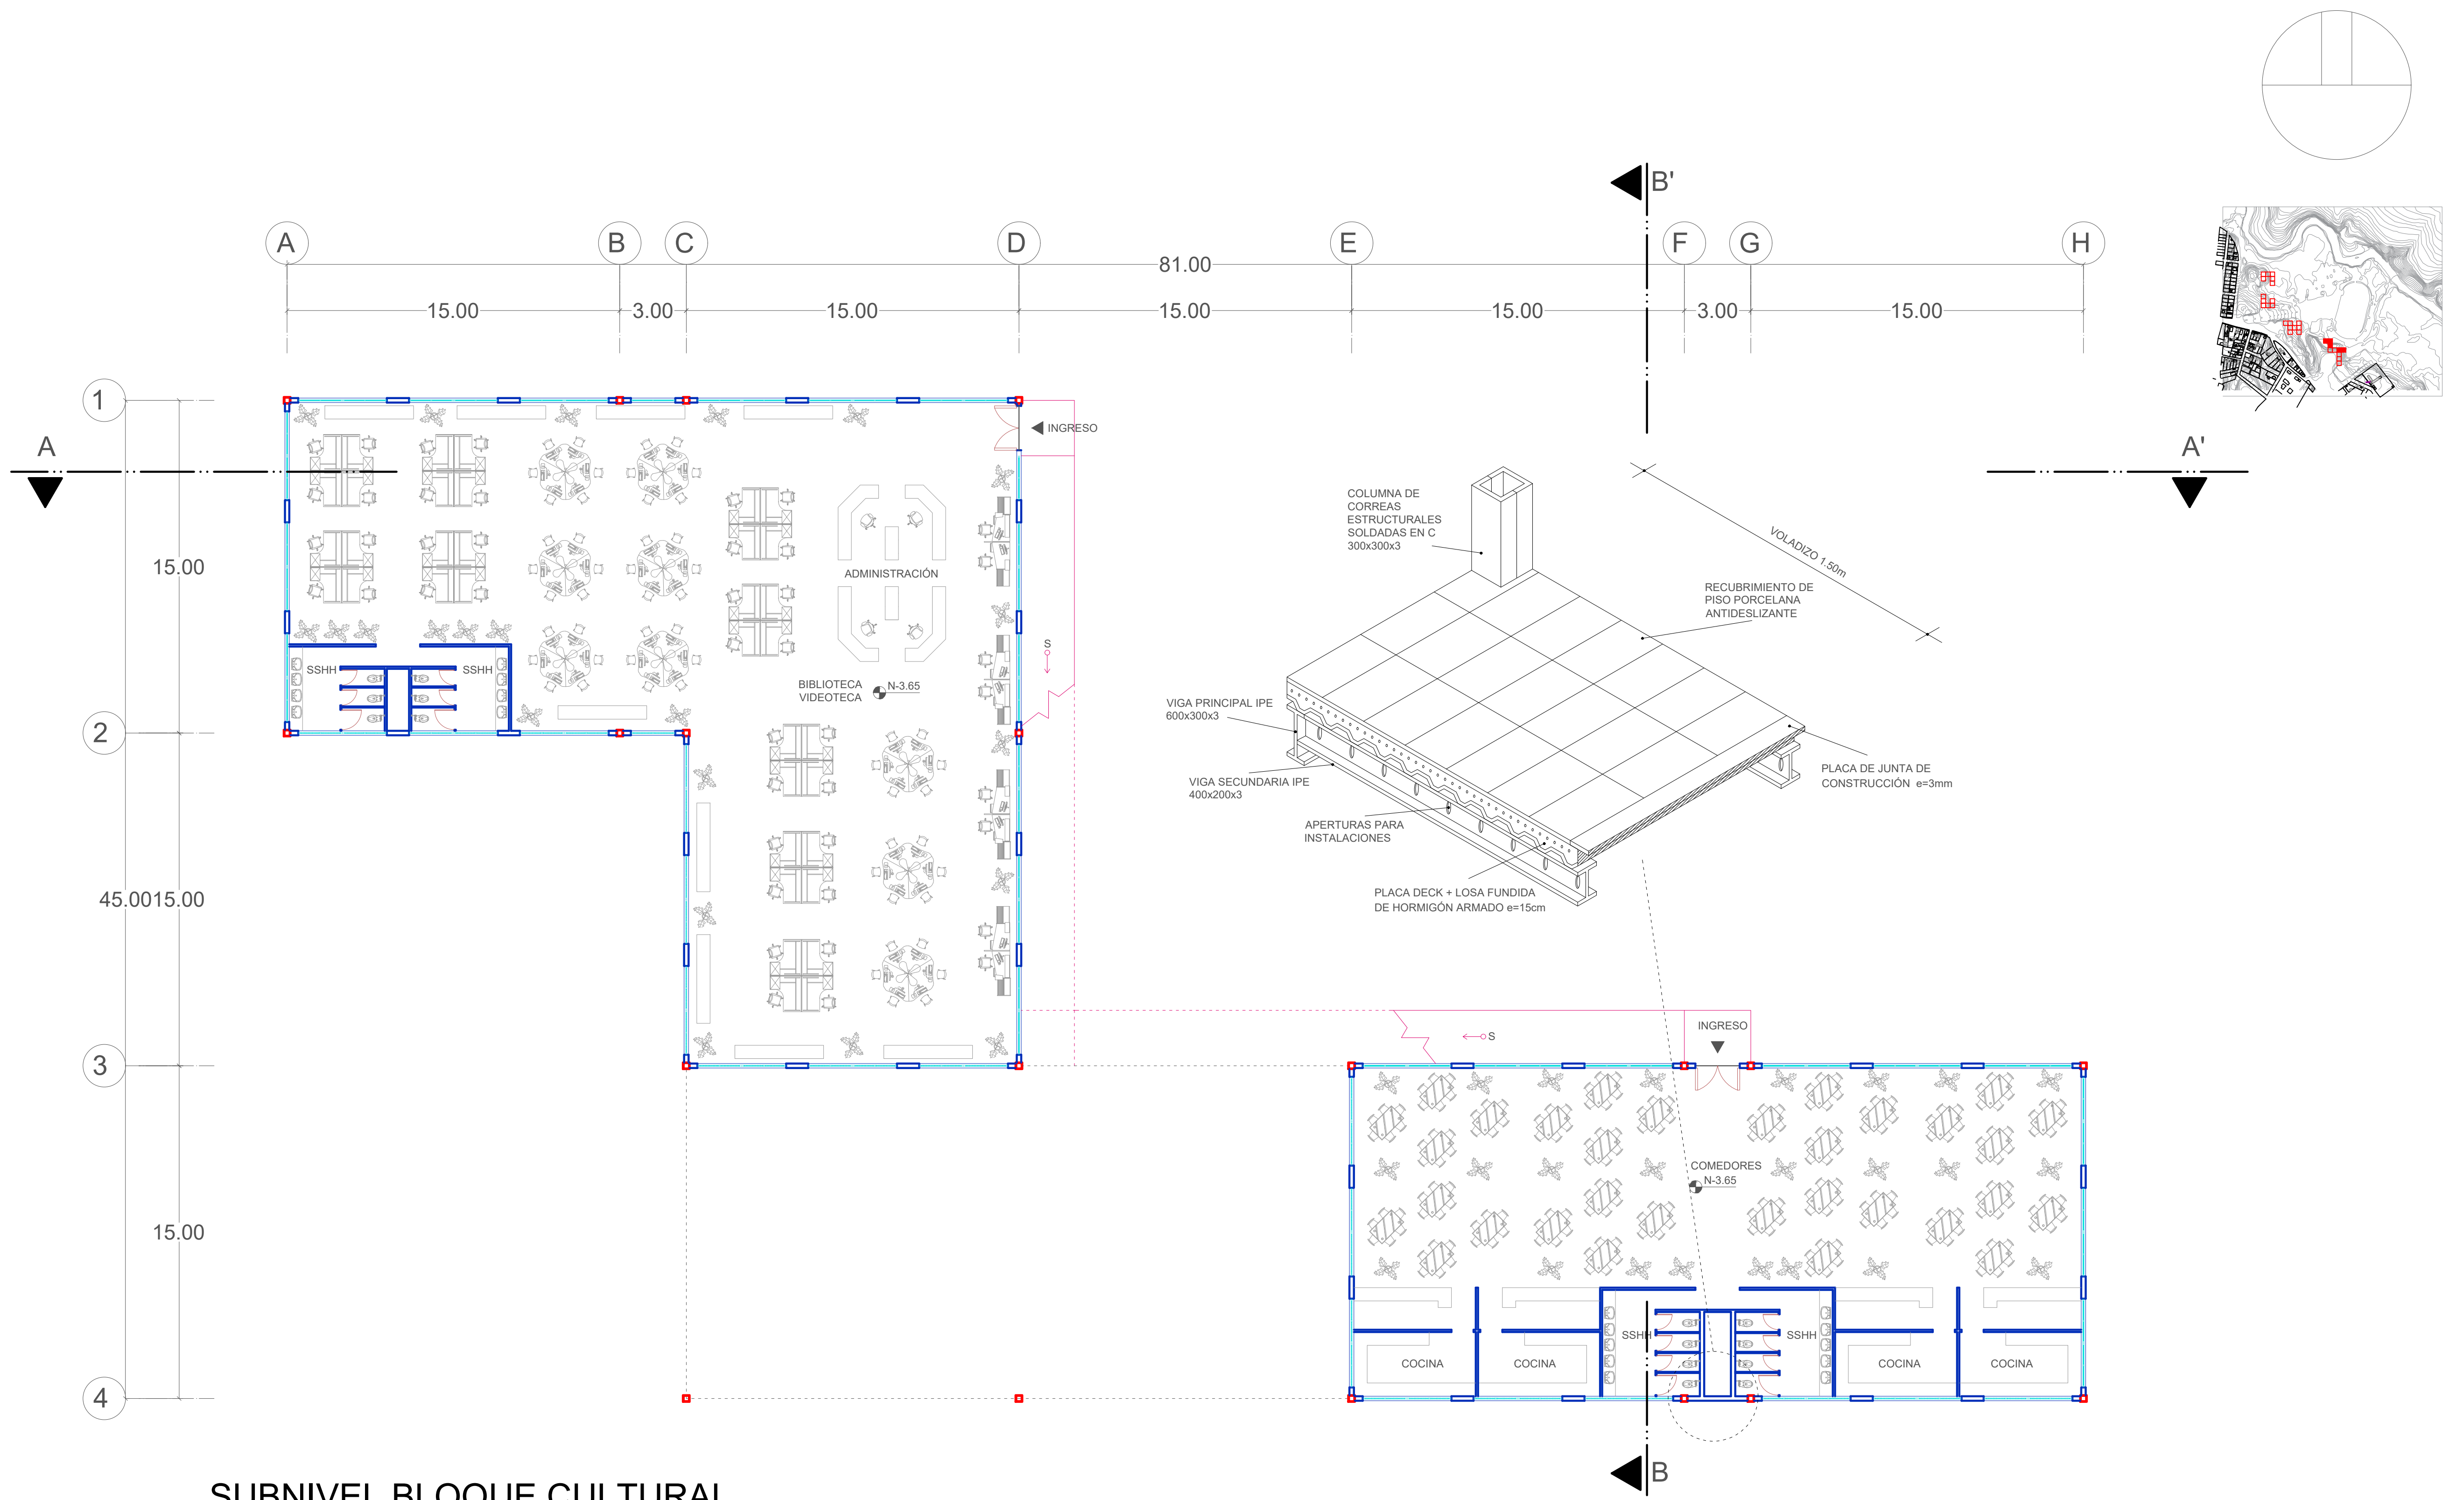 B'
A B C D E F G H
81.00
15.00 3.00 15.00 15.00 15.00 3.00 15.00
1
INGRESO
A
A'
COLUMNA DE
CORREAS
ESTRUCTURALES
SOLDADAS EN C
300x300x3
VOLADIZO 1.50m
15.00
ADMINISTRACIÓN
RECUBRIMIENTO DE
PISO PORCELANA
ANTIDESLIZANTE
S
SSHH
SSHH
BIBLIOTECA
VIDEOTECA
N-3.65
VIGA PRINCIPAL IPE
600x300x3
2
VIGA SECUNDARIA IPE
400x200x3
PLACA DE JUNTA DE
CONSTRUCCIÓN e=3mm
APERTURAS PARA
INSTALACIONES
45.00
15.00
PLACA DECK + LOSA FUNDIDA
DE HORMIGÓN ARMADO e=15cm
INGRESO
S
3
COMEDORES
N-3.65
15.00
SSHH
SSHH
COCINA
COCINA
COCINA
COCINA
4
B
SUBNIVEL BLOQUE CULTURAL